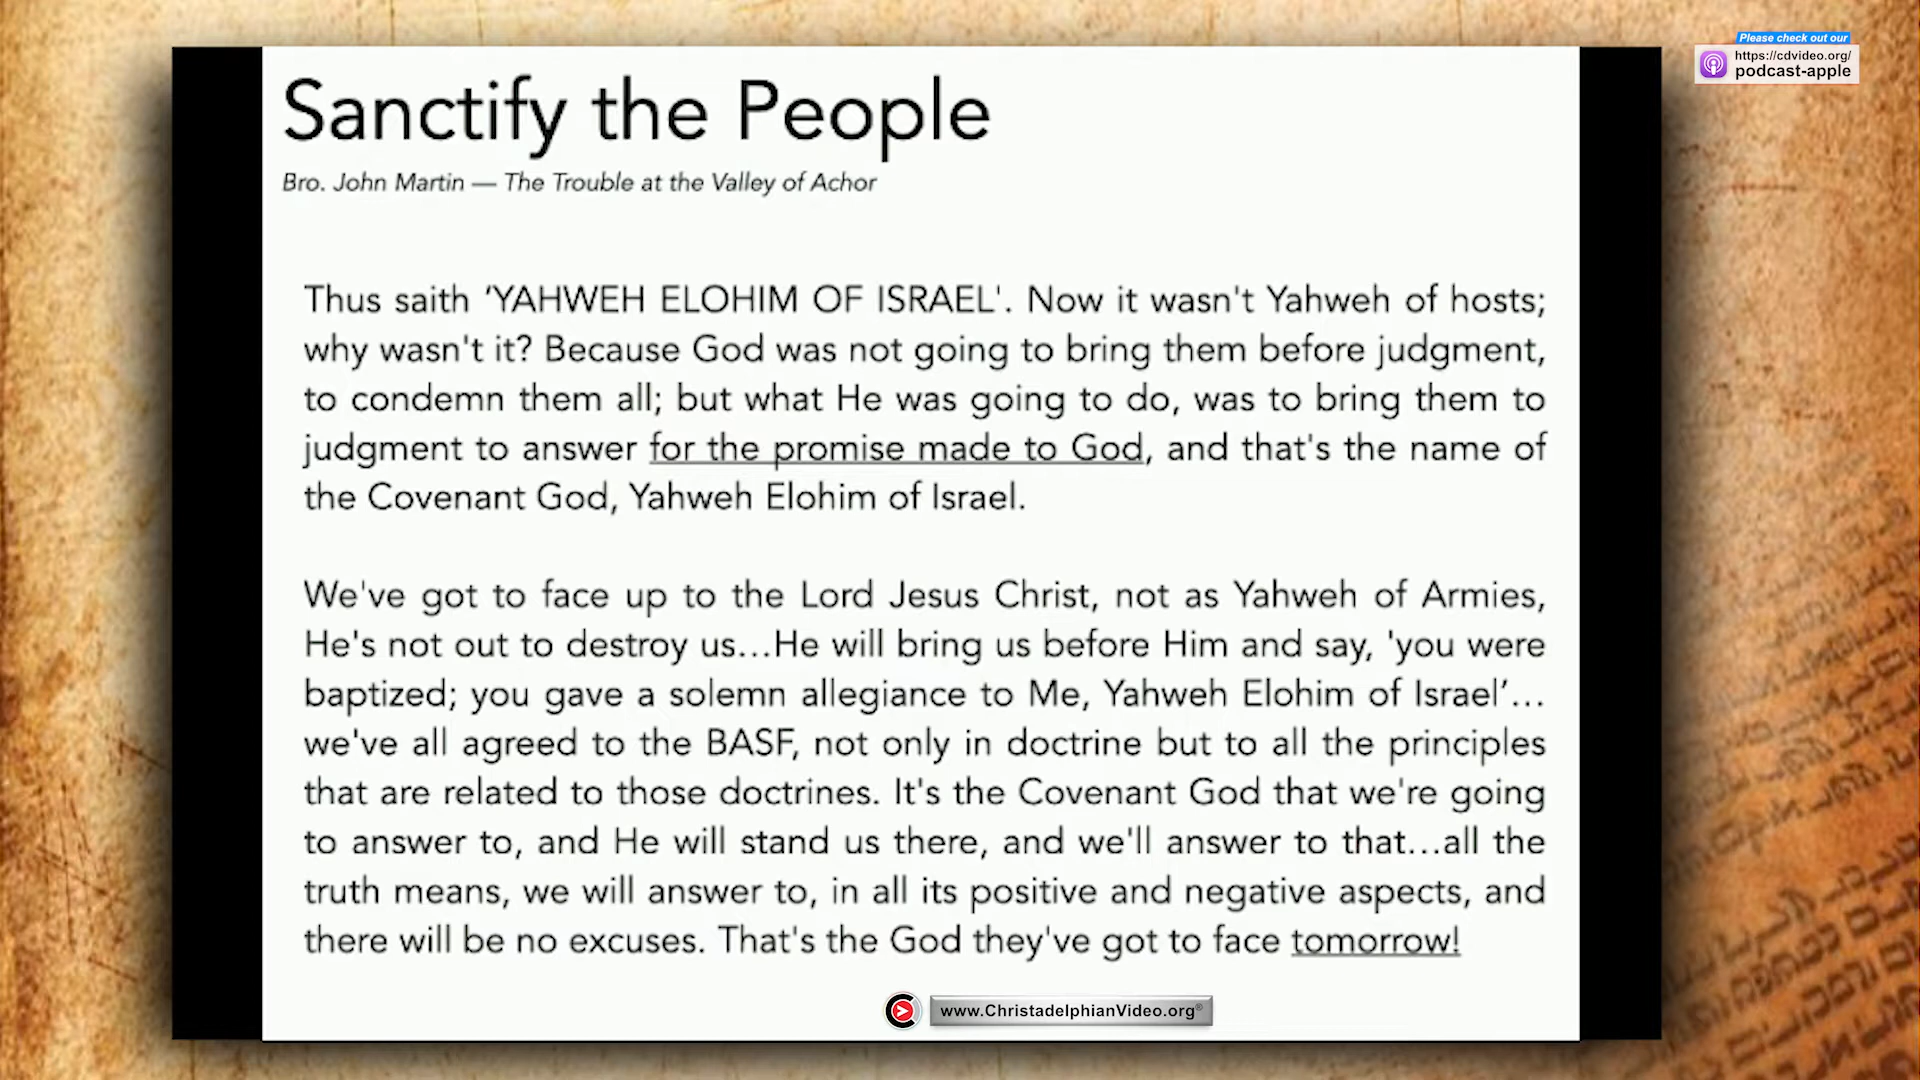 Please check out our
https://cdvideo.org/
podcast-apple
Sanctify the People
Bro. John Martin — The Trouble at the Valley of Achor
Thus saith ‘YAHWEH ELOHIM OF ISRAEL'. Now it wasn't Yahweh of hosts;
why wasn't it? Because God was not going to bring them before judgment,
to condemn them all; but what He was going to do, was to bring them to
judgment to answer for the promise made to God, and that's the name of
the Covenant God, Yahweh Elohim of Israel.
We've got to face up to the Lord Jesus Christ, not as Yahweh of Armies,
He's not out to destroy us...He will bring us before Him and say, 'you were
baptized; you gave a solemn allegiance to Me, Yahweh Elohim of Israel’...
we've all agreed to the BASF, not only in doctrine but to all the principles
that are related to those doctrines. It's the Covenant God that we're going
to answer to, and He will stand us there, and we'll answer to that...all the
truth means, we will answer to, in all its positive and negative aspects, and
there will be no excuses. That's the God they've got to face tomorrow!
www.ChristadelphianVideo.org®